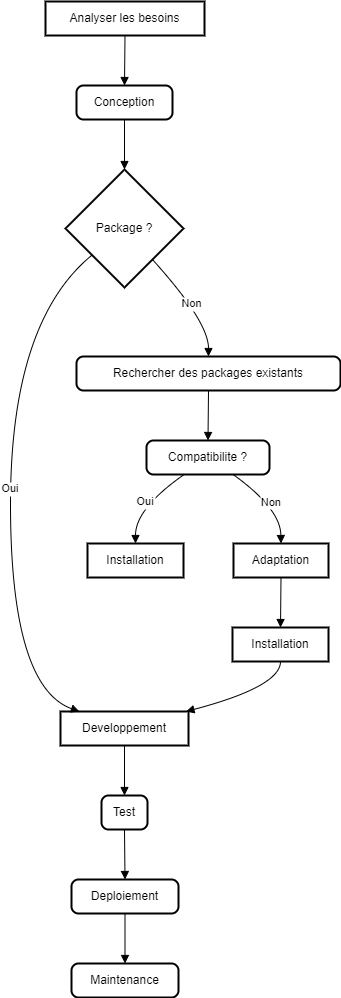 Analyser les besoins
Conception
Package ?
Non
Rechercher des packages existants
Compatibilite ?
Oui
Oui
Non
Installation
Adaptation
Installation
Developpement
Test
Deploiement
Maintenance